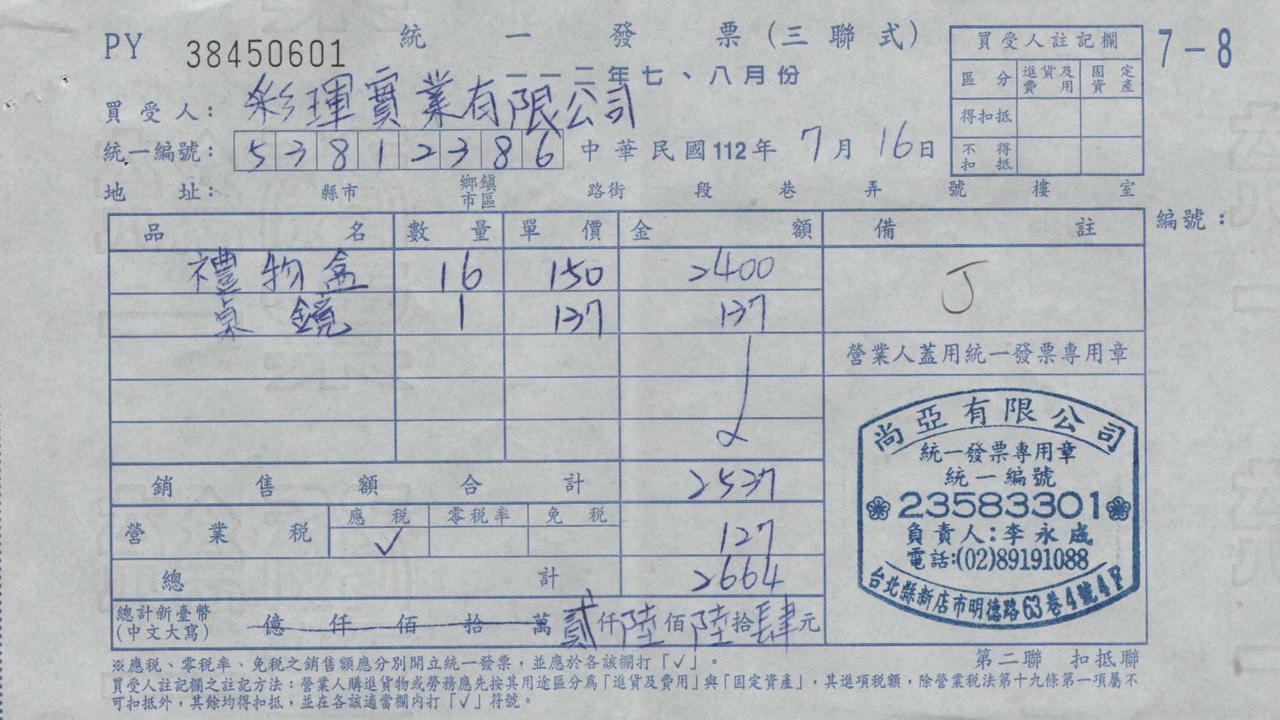 PY 38450601 統一發票(三聯式) 7-8
一一二年七、八月份
買受人: 彩琿實業有限公司
統一編號: 53812386 中華民國112年7月16日
地址: 縣市 鄉鎮市區 路街 段 巷 弄 號 樓 室
買受人註記欄
區分 進貨及費用 固定資產
得扣抵
不得扣抵
編號:
品名 數量 單價 金額 備註
禮物盒 16 150 2400
桌鏡 1 137 137
營業人蓋用統一發票專用章
銷售額合計 2537
營業稅 應稅 零稅率 免稅
✓ 127
總計 2664
總計新臺幣
(中文大寫) 億仟佰拾萬貳仟陸佰陸拾肆元
尚亞有限公司
統一發票專用章
統一編號
23583301
負責人:李永成
電話:(02)89191088
台北縣新店市明德路63巷4號4F
第二聯 扣抵聯
※應稅、零稅率、免稅之銷售額應分別開立統一發票,並應於各該欄打「✓」。
買受人註記欄之註記方法:營業人購進貨物或勞務應先按其用途區分為「進貨及費用」與「固定資產」,其進項稅額,除營業稅法第十九條第一項屬不
可扣抵外,其餘均得扣抵,並在各該適當欄內打「✓」符號。